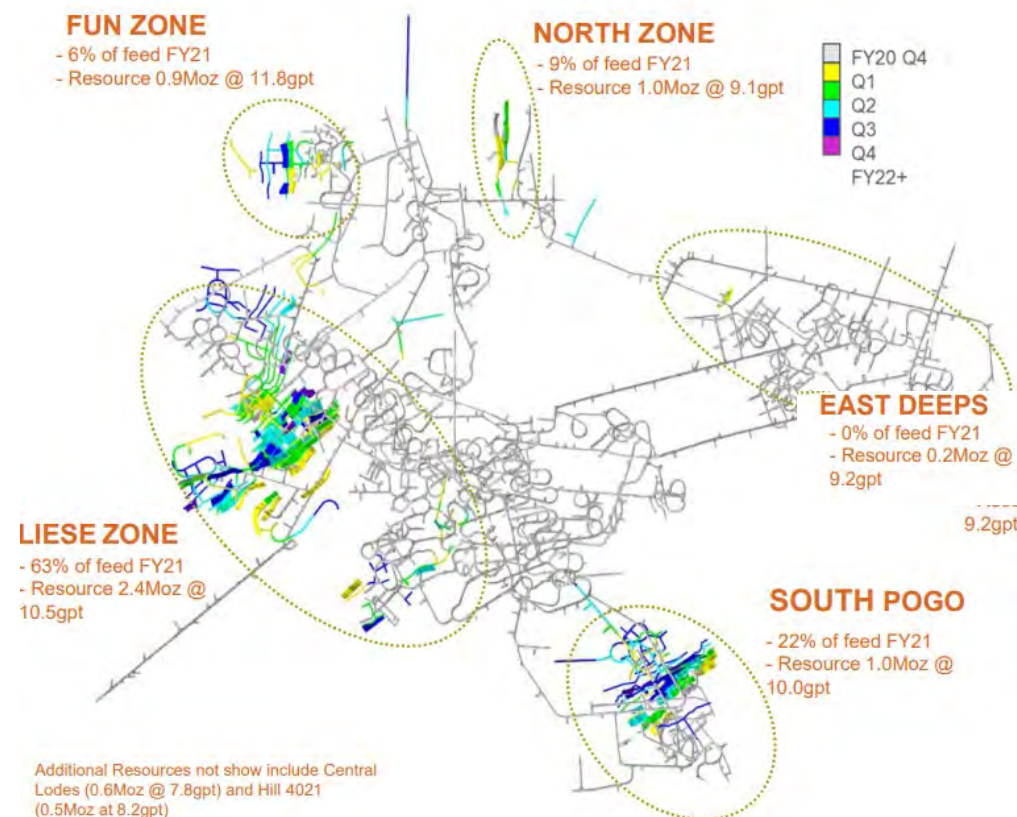 FUN ZONE
- 6% of feed FY21
- Resource 0.9Moz @ 11.8gpt
NORTH ZONE
- 9% of feed FY21
- Resource 1.0Moz @ 9.1gpt
FY20 Q4
Q1
Q2
Q3
Q4
FY22+
EAST DEEPS
- 0% of feed FY21
- Resource 0.2Moz @
9.2gpt
9.2gpt
LIESE ZONE
- 63% of feed FY21
- Resource 2.4Moz @
10.5gpt
SOUTH POGO
- 22% of feed FY21
- Resource 1.0Moz @
10.0gpt
Additional Resources not show include Central
Lodes (0.6Moz @ 7.8gpt) and Hill 4021
(0.5Moz at 8.2gpt)